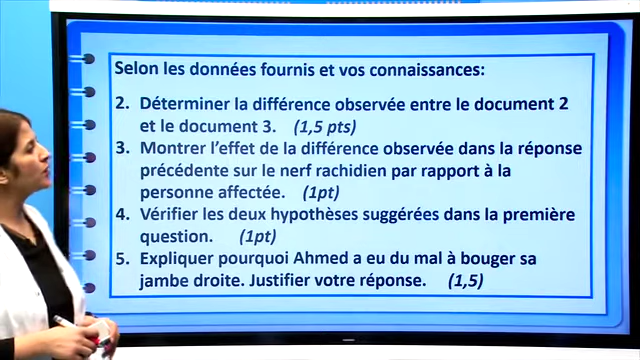 Selon les données fournis et vos connaissances:
2. Déterminer la différence observée entre le document 2
et le document 3. (1,5 pts)
3. Montrer l'effet de la différence observée dans la réponse
précédente sur le nerf rachidien par rapport à la
personne affectée. (1pt)
4. Vérifier les deux hypothèses suggérées dans la première
question. (1pt)
5. Expliquer pourquoi Ahmed a eu du mal à bouger sa
jambe droite. Justifier votre réponse. (1,5)